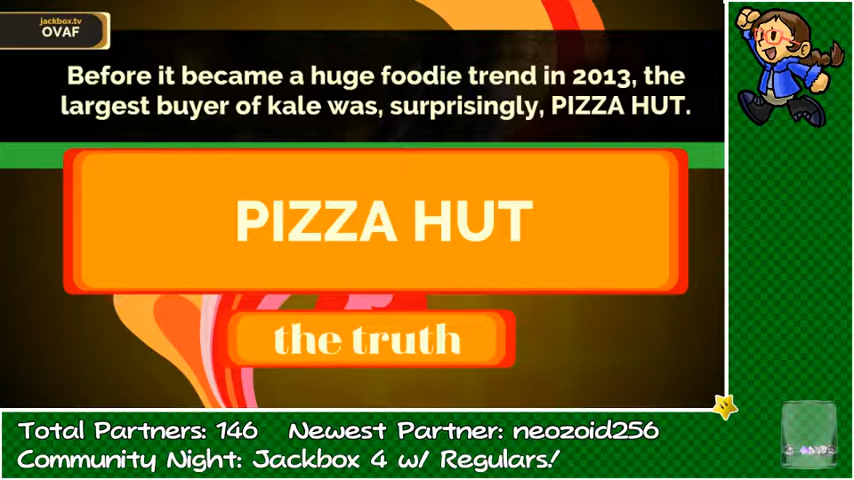 jackbox.tv
OVAF
Before it became a huge foodie trend in 2013, the
largest buyer of kale was, surprisingly, PIZZA HUT.
PIZZA HUT
the truth
Total Partners: 146 Newest Partner: neozoid256
Community Night: Jackbox 4 w/ Regulars!